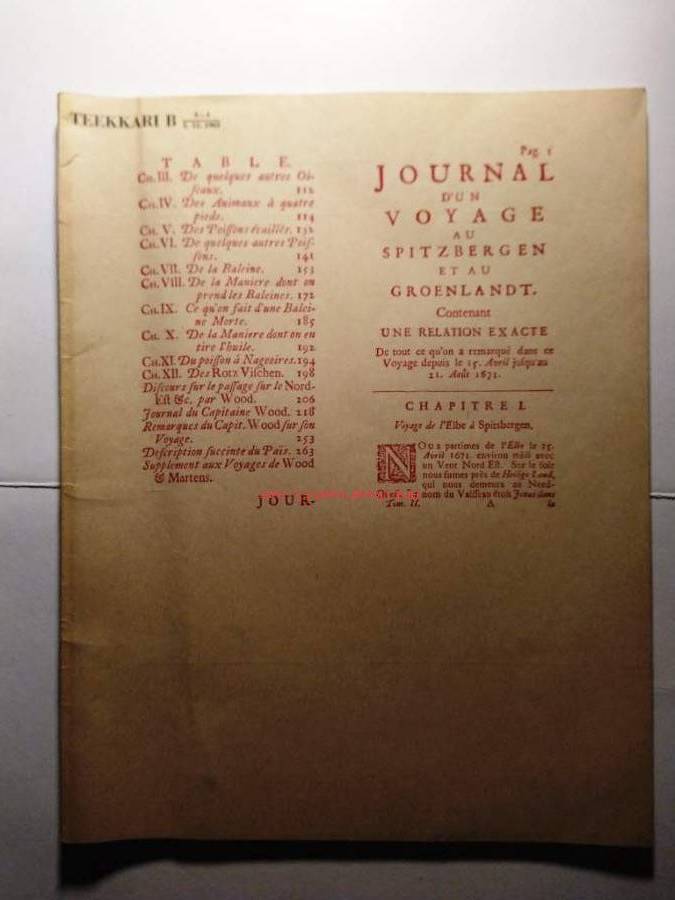 TEEKKARI B
TABLE.
CH. III. De quelques autres Oi-
ſeaux. 112
CH. IV. Des Animaux à quatre
pieds. 114
CH. V. Des Poiſſons écaillés. 132
CH. VI. De quelques autres Poiſ-
ſons. 141
CH. VII. De la Baleine. 153
CH. VIII. De la Maniere dont on
prend les Baleines. 172
CH. IX. Ce qu'on fait d'une Balei-
ne Morte. 185
CH. X. De la Maniere dont on en
tire l'huile. 192
CH. XI. Du poiſſon à Nageoires. 194
CH. XII. Des Rotz Viſchen. 198
Diſcours ſur le paſſage ſur le Nord-
Eſt &c. par Wood. 206
Journal du Capitaine Wood. 218
Remarques du Capit. Wood ſur ſon
Voyage. 253
Deſcription ſuccinte du Païs. 263
Supplement aux Voyages de Wood
& Martens.
JOUR-
Pag. 1
JOURNAL
D'UN
VOYAGE
AU
SPITZBERGEN
ET AU
GROENLANDT.
Contenant
UNE RELATION EXACTE
De tout ce qu'on a remarqué dans ce
Voyage depuis le 15. Avril juſqu'au
21. Août 1671.
CHAPITRE I.
Voyage de l'Elbe à Spitsbergen.
NOUS partimes de l'Elbe le 15.
Avril 1671. environ midi avec
un Vent Nord Eſt. Sur le ſoir
nous fumes près de Heilige Land,
qui nous demeura au Nord-
nom du Vaiſſeau étoit Jonas dans
Tom. II. A la